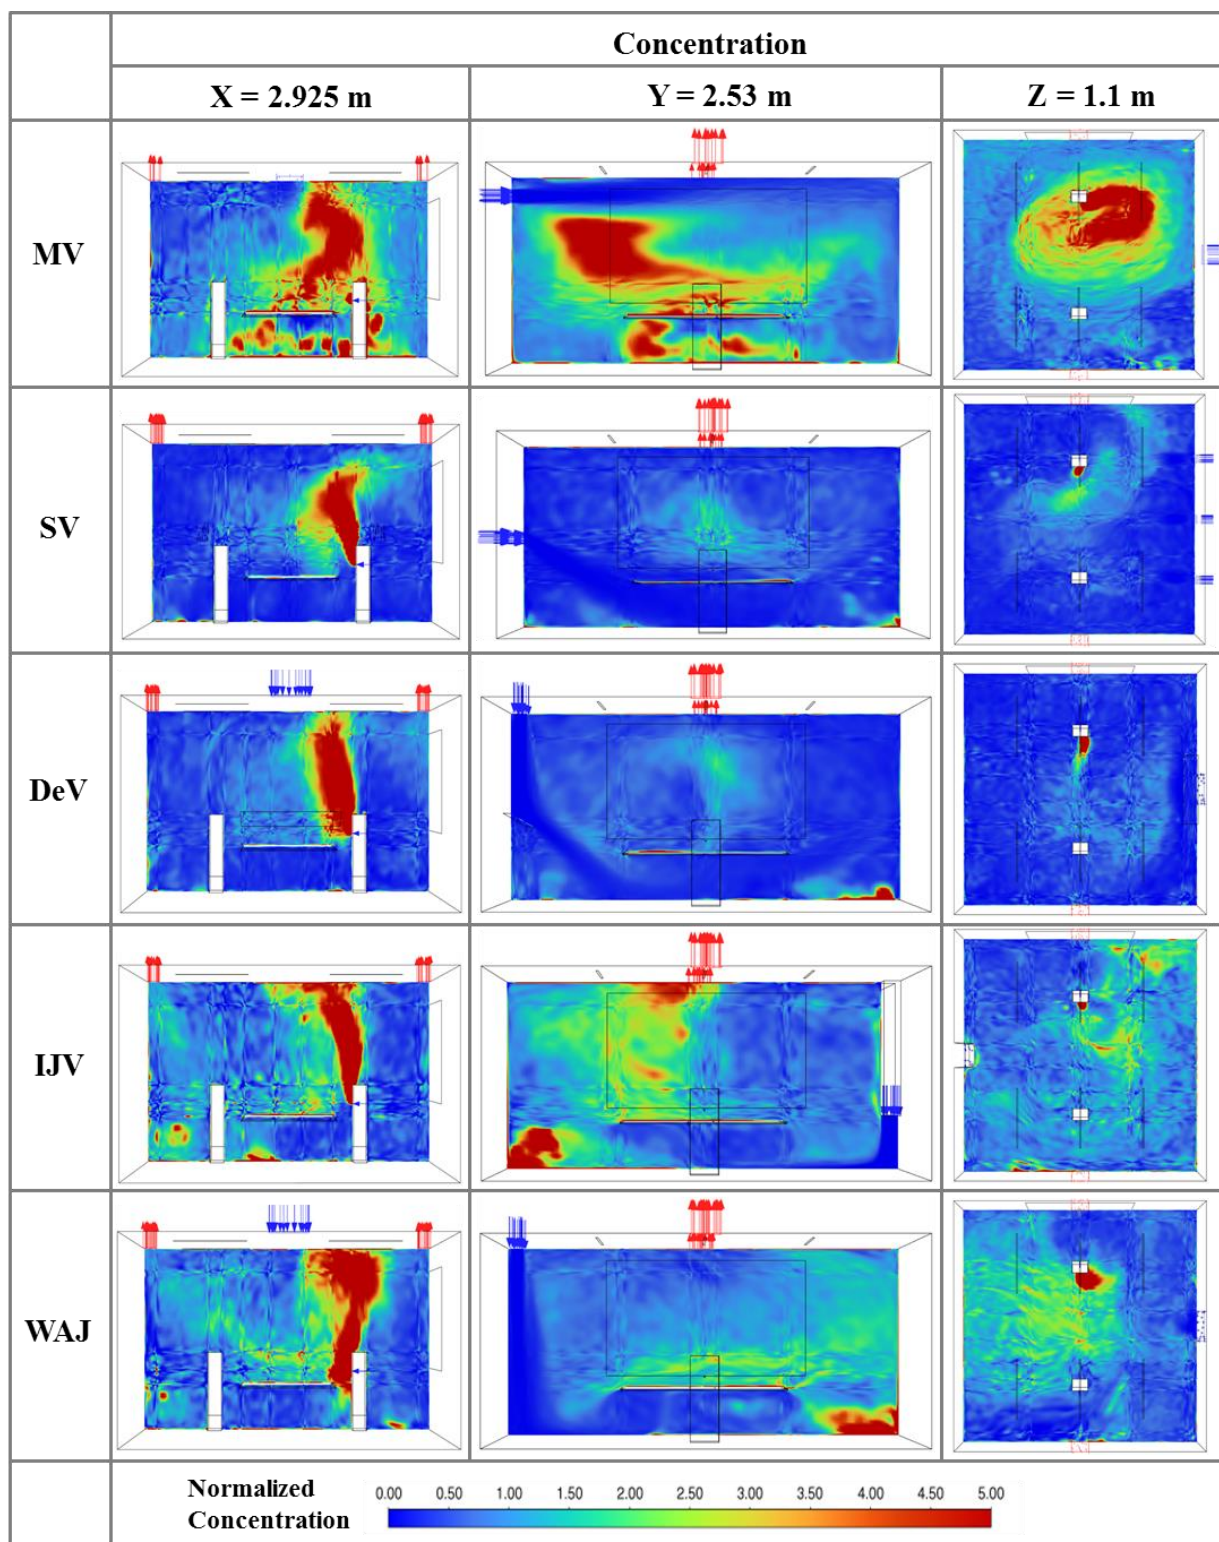 Concentration
X = 2.925 m Y = 2.53 m Z = 1.1 m
MV
SV
DeV
IJV
WAJ
Normalized
Concentration
0.00 0.50 1.00 1.50 2.00 2.50 3.00 3.50 4.00 4.50 5.00